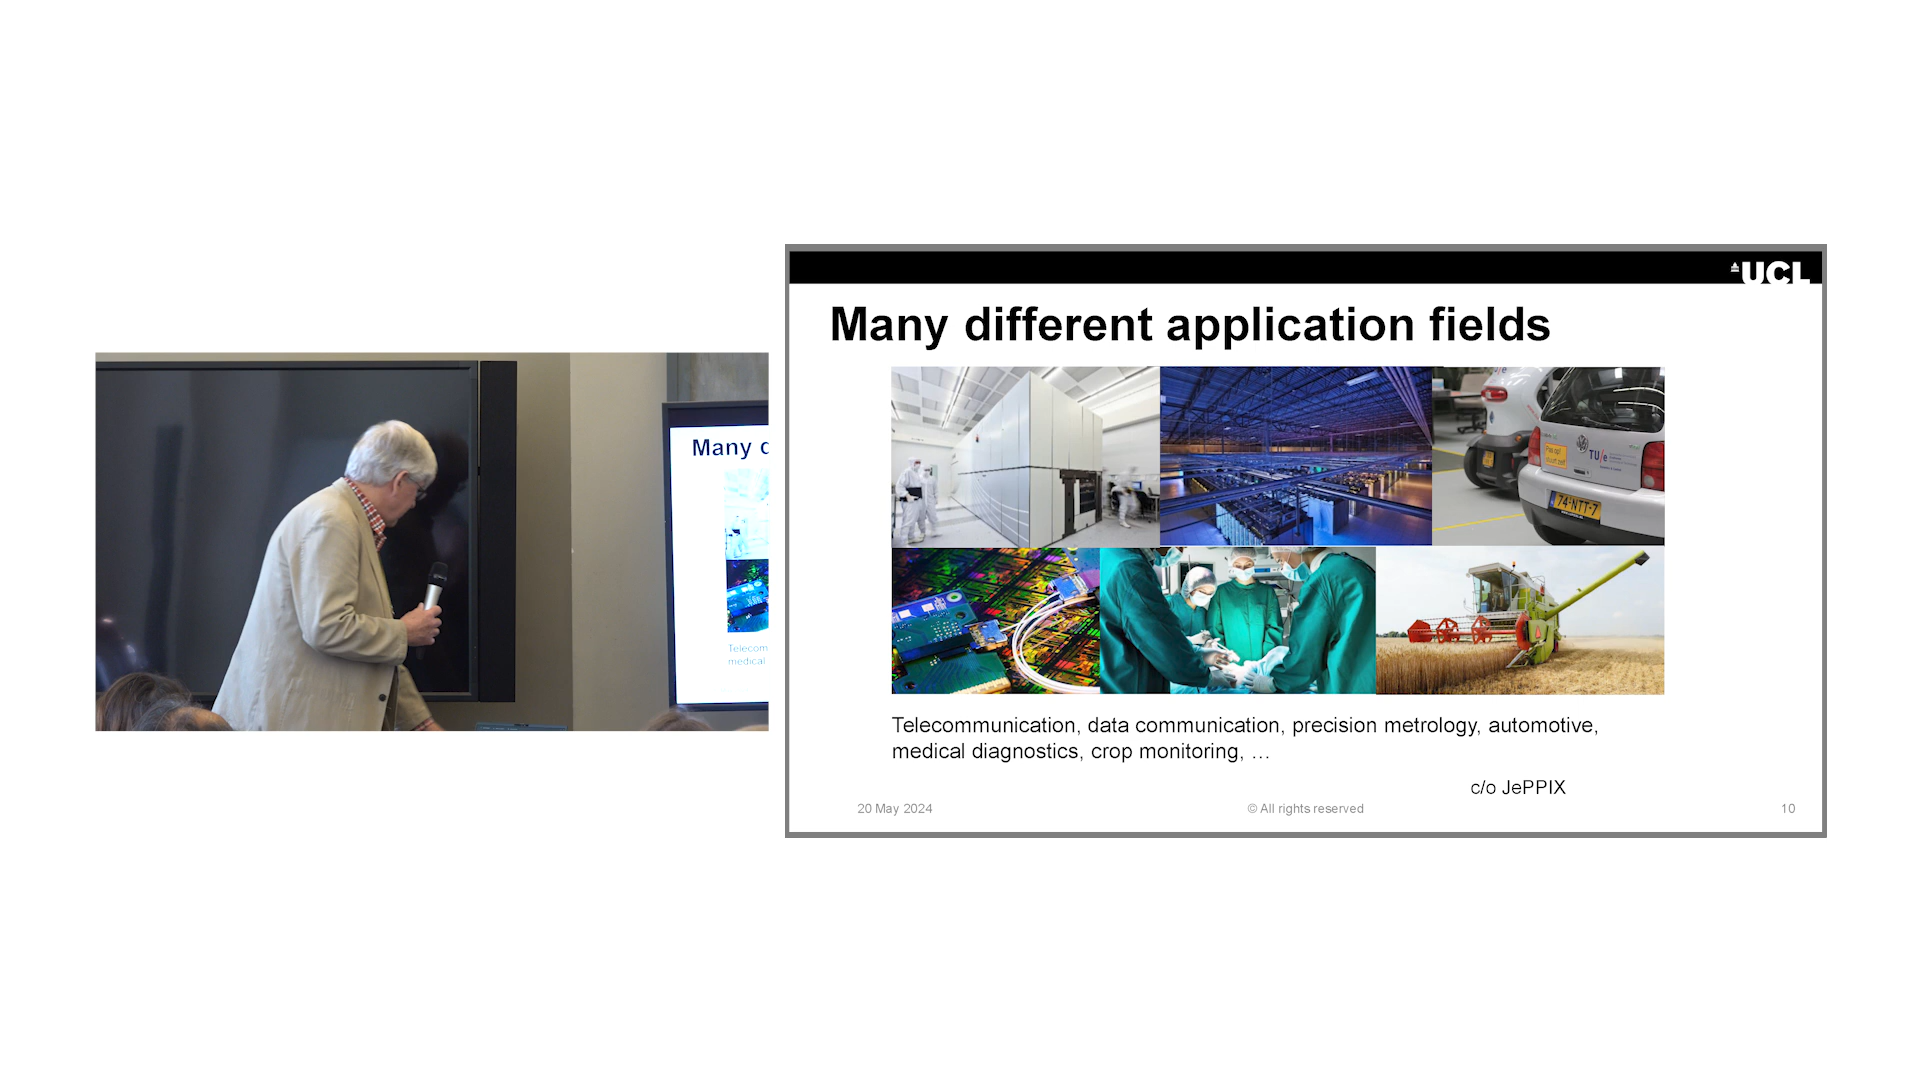 Many d
Telecom
medical
UCL
Many different application fields
TU/e
74-NTT-7
Telecommunication, data communication, precision metrology, automotive,
medical diagnostics, crop monitoring, …
c/o JePPIX
20 May 2024
© All rights reserved
10